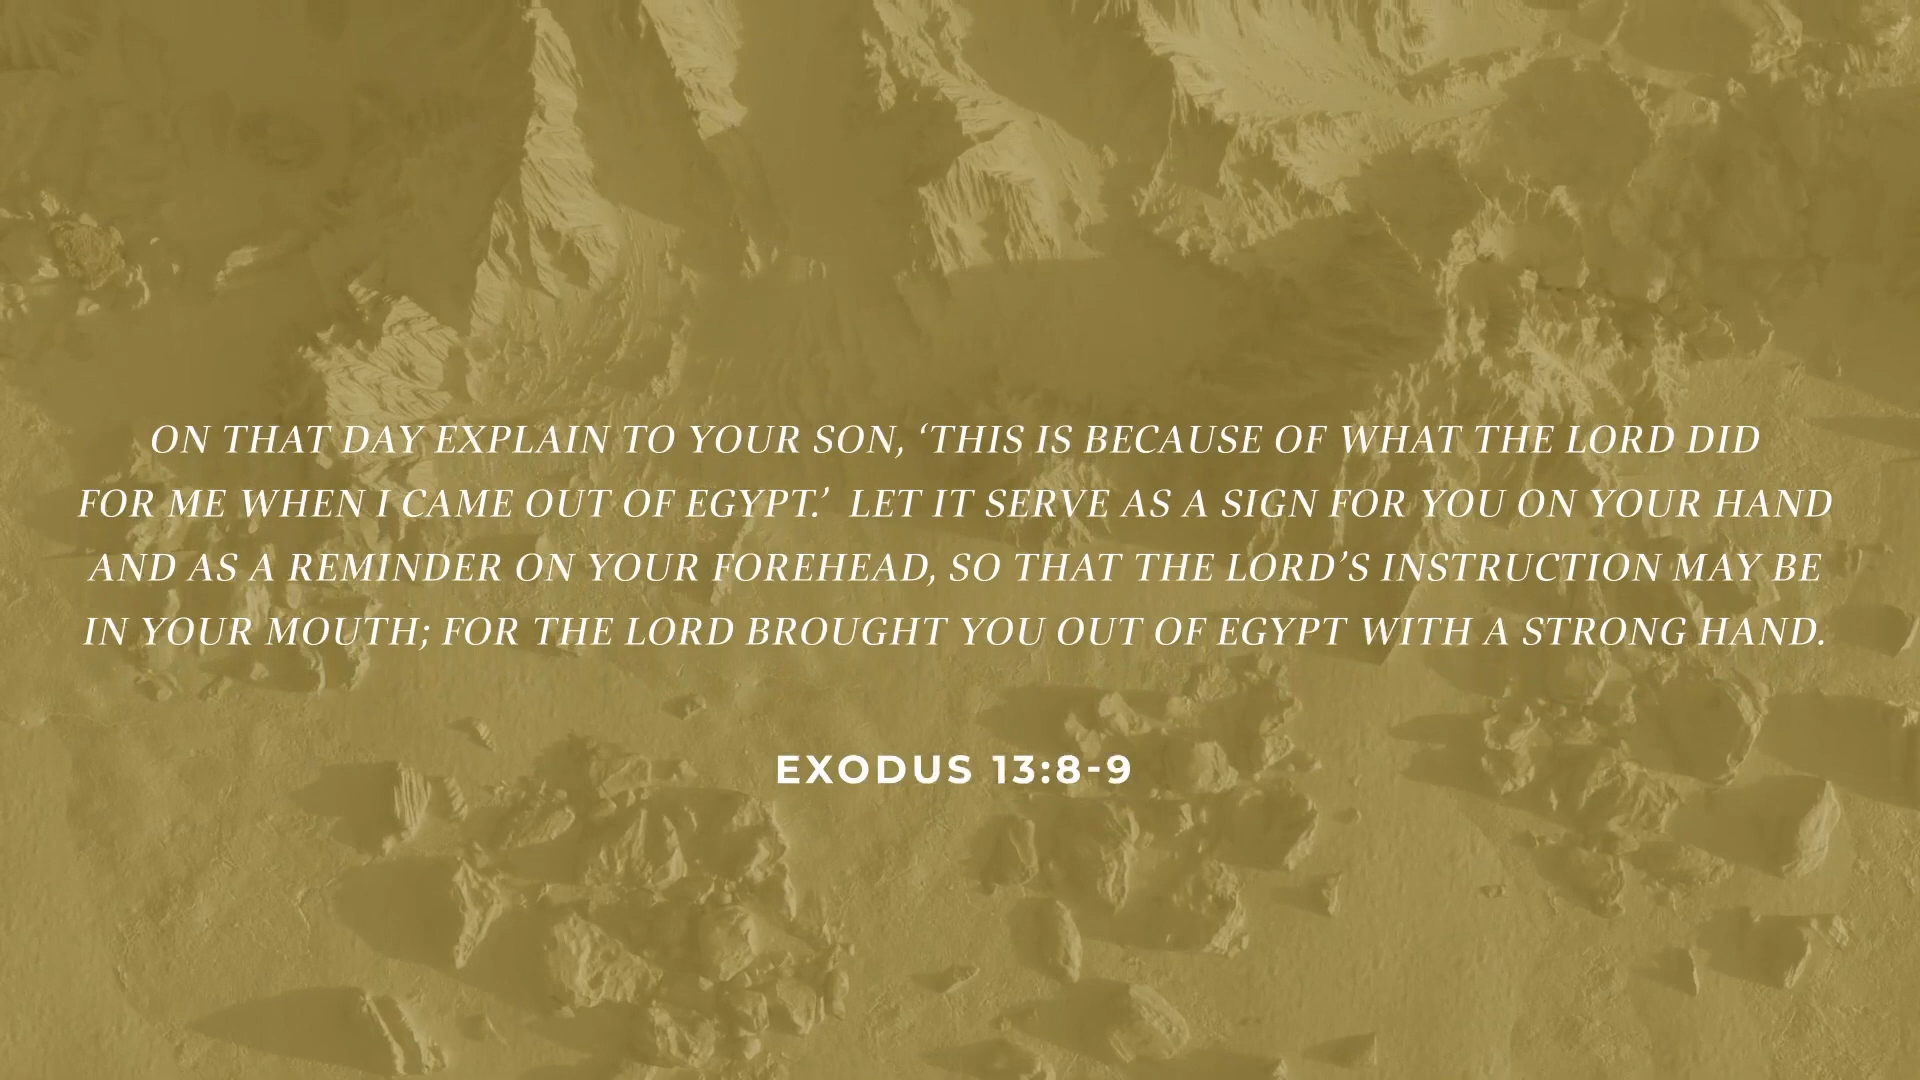 ON THAT DAY EXPLAIN TO YOUR SON, ‘THIS IS BECAUSE OF WHAT THE LORD DID
FOR ME WHEN I CAME OUT OF EGYPT.’ LET IT SERVE AS A SIGN FOR YOU ON YOUR HAND
AND AS A REMINDER ON YOUR FOREHEAD, SO THAT THE LORD’S INSTRUCTION MAY BE
IN YOUR MOUTH; FOR THE LORD BROUGHT YOU OUT OF EGYPT WITH A STRONG HAND.
EXODUS 13:8-9